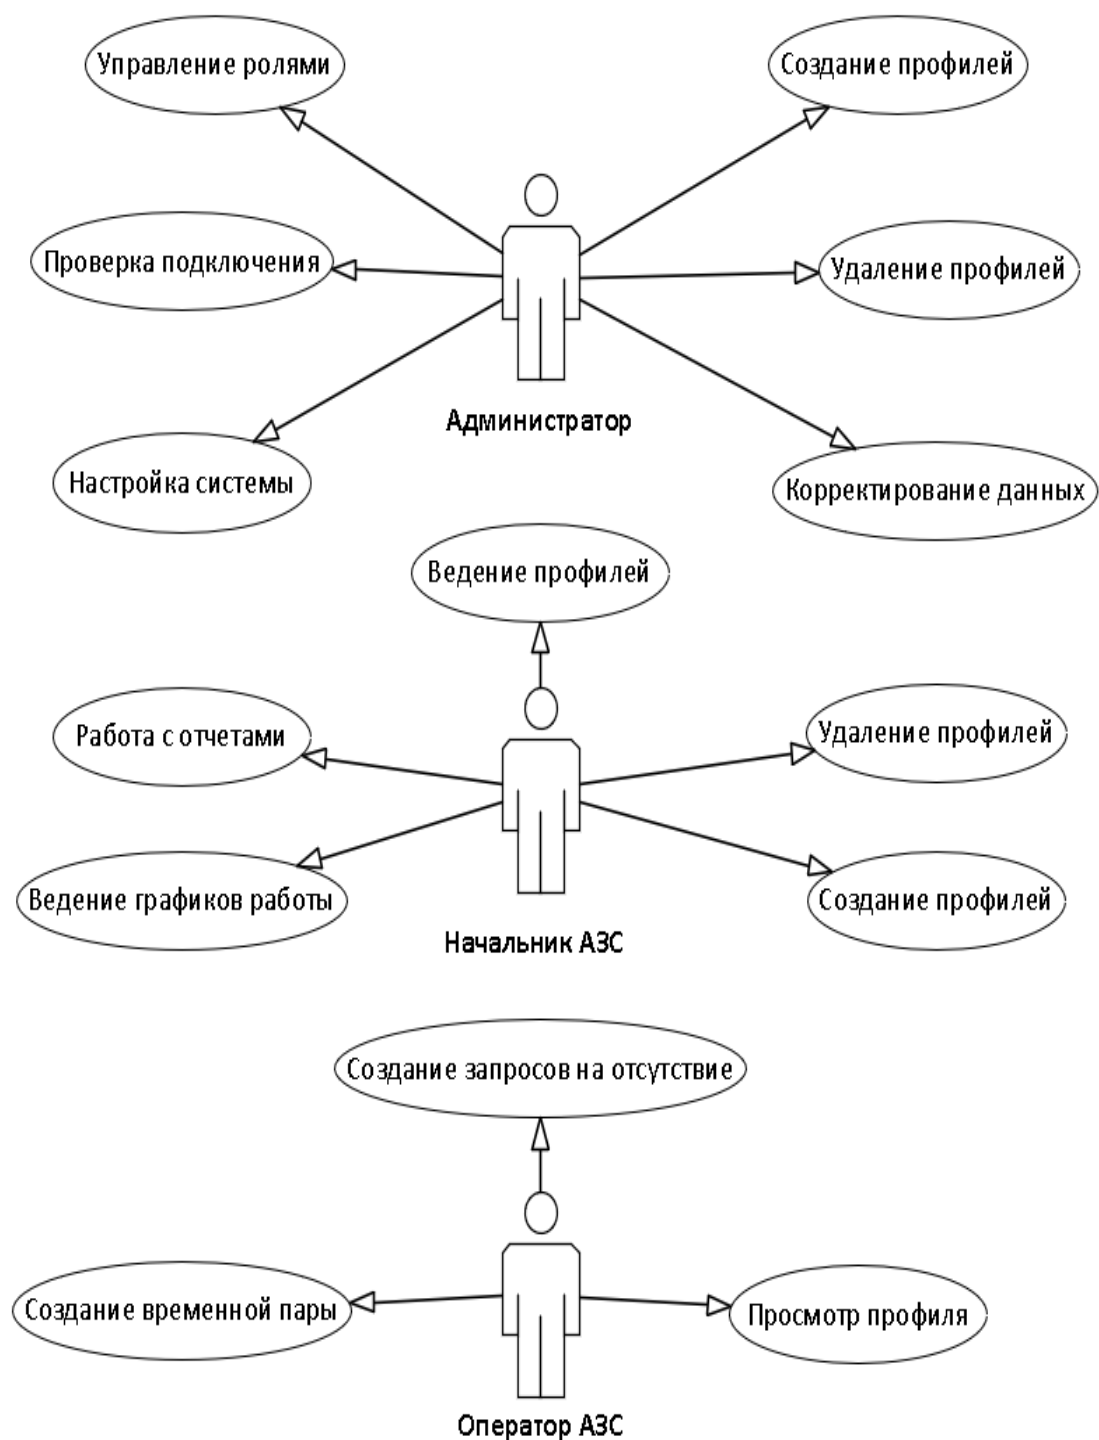 Управление ролями
Создание профилей
Проверка подключения
Удаление профилей
Администратор
Настройка системы
Корректирование данных
Ведение профилей
Работа с отчетами
Удаление профилей
Ведение графиков работы
Создание профилей
Начальник АЗС
Создание запросов на отсутствие
Создание временной пары
Просмотр профиля
Оператор АЗС